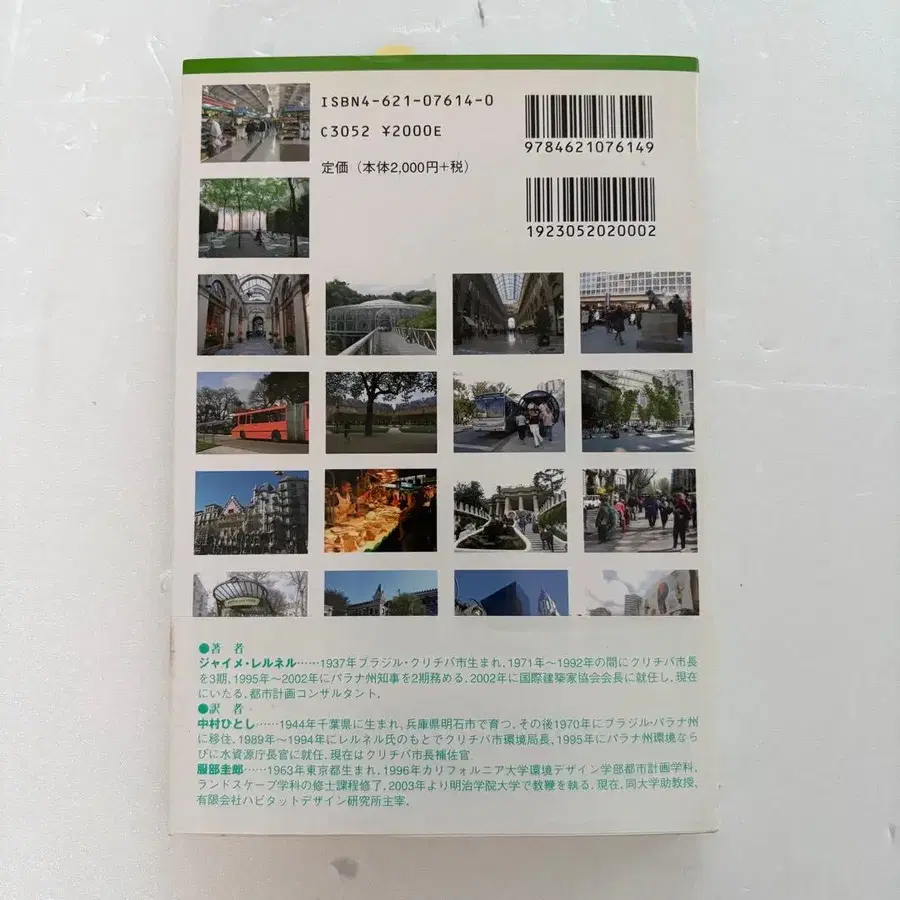 ISBN4-621-07614-0
C3052 ¥2000E
定価（本体2,000円+税）
9784621076149
1923052020002
●著　者
ジャイメ・レルネル……1937年ブラジル・クリチバ市生まれ．1971年〜1992年の間にクリチバ市長
を3期，1995年〜2002年にパラナ州知事を2期務める．2002年に国際建築家協会会長に就任し，現在
にいたる．都市計画コンサルタント．
●訳　者
中村ひとし……1944年千葉県に生まれ，兵庫県明石市で育つ．その後1970年にブラジル・パラナ州
に移住．1989年〜1994年にレルネル氏のもとでクリチバ市環境局長，1995年にパラナ州環境なら
びに水資源庁長官に就任．現在はクリチバ市長補佐官．
服部圭郎……1963年東京都生まれ．1996年カリフォルニア大学環境デザイン学部都市計画学科，
ランドスケープ学科の修士課程修了．2003年より明治学院大学で教鞭を執る．現在，同大学助教授．
有限会社ハビタットデザイン研究所主宰．